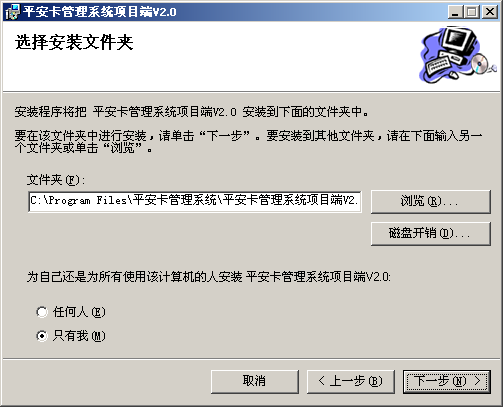 平安卡管理系统项目端V2.0
选择安装文件夹
安装程序将把 平安卡管理系统项目端V2.0 安装到下面的文件夹中。
要在该文件夹中进行安装，请单击“下一步”。要安装到其他文件夹，请在下面输入另一
个文件夹或单击“浏览”。
文件夹(F):
C:\Program Files\平安卡管理系统\平安卡管理系统项目端V2.
浏览(R)...
磁盘开销(D)...
为自己还是为所有使用该计算机的人安装 平安卡管理系统项目端V2.0:
任何人(E)
只有我(M)
取消
< 上一步(B)
下一步(N) >